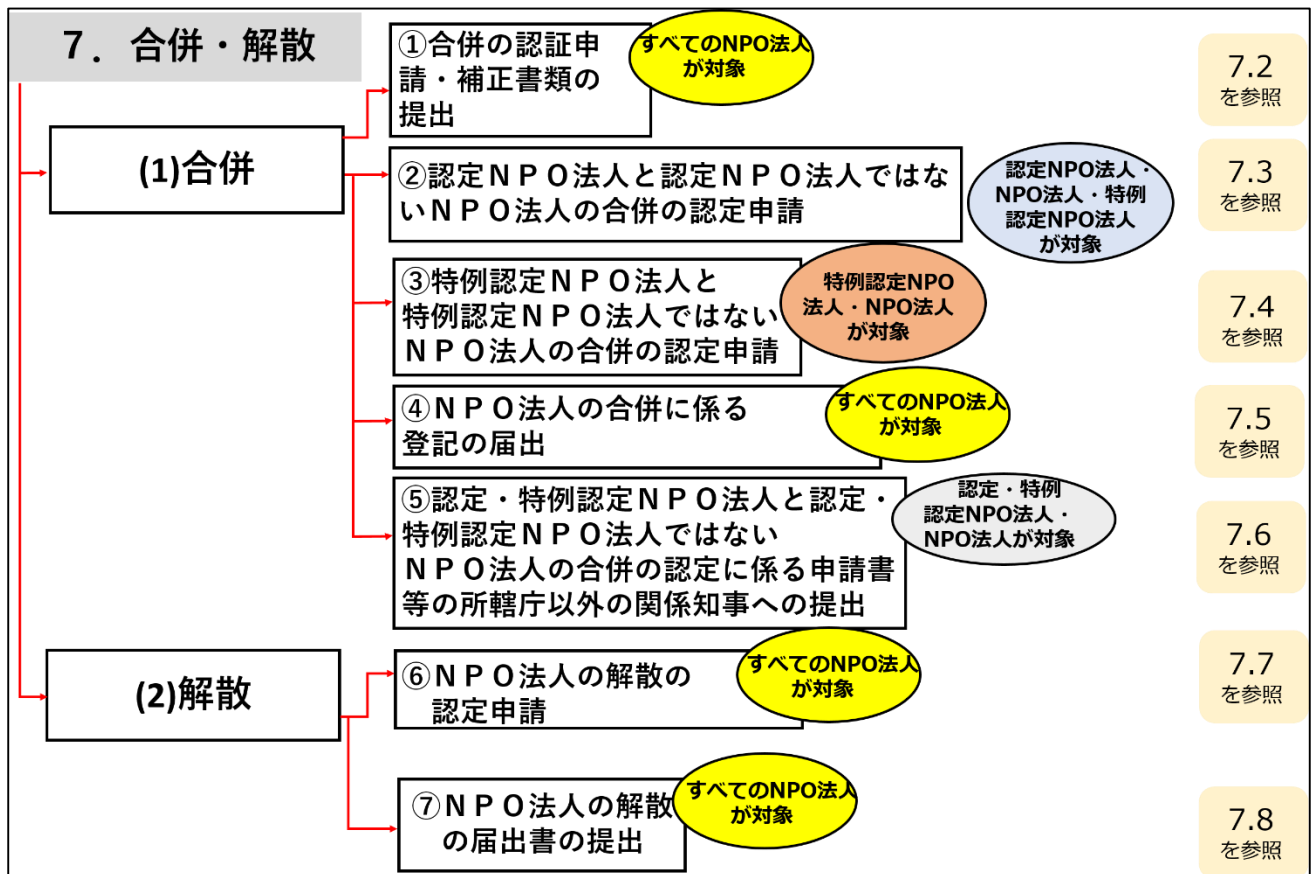 ７．合併・解散
(1)合併
①合併の認証申
請・補正書類の
提出
すべてのNPO法人
が対象
7.2
を参照
②認定ＮＰＯ法人と認定ＮＰＯ法人ではな
いＮＰＯ法人の合併の認定申請
認定NPO法人・
NPO法人・特例
認定NPO法人
が対象
7.3
を参照
③特例認定ＮＰＯ法人と
特例認定ＮＰＯ法人ではない
ＮＰＯ法人の合併の認定申請
特例認定NPO
法人・NPO法人
が対象
7.4
を参照
④ＮＰＯ法人の合併に係る
登記の届出
すべてのNPO法人
が対象
7.5
を参照
⑤認定・特例認定ＮＰＯ法人と認定・
特例認定ＮＰＯ法人ではない
ＮＰＯ法人の合併の認定に係る申請書
等の所轄庁以外の関係知事への提出
認定・特例
認定NPO法人・
NPO法人が対象
7.6
を参照
(2)解散
⑥ＮＰＯ法人の解散の
認定申請
すべてのNPO法人
が対象
7.7
を参照
⑦ＮＰＯ法人の解散
の届出書の提出
すべてのNPO法人
が対象
7.8
を参照